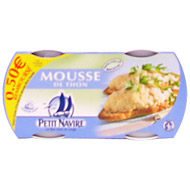 0,50€
MOUSSE
DE THON
PETIT NAVIRE